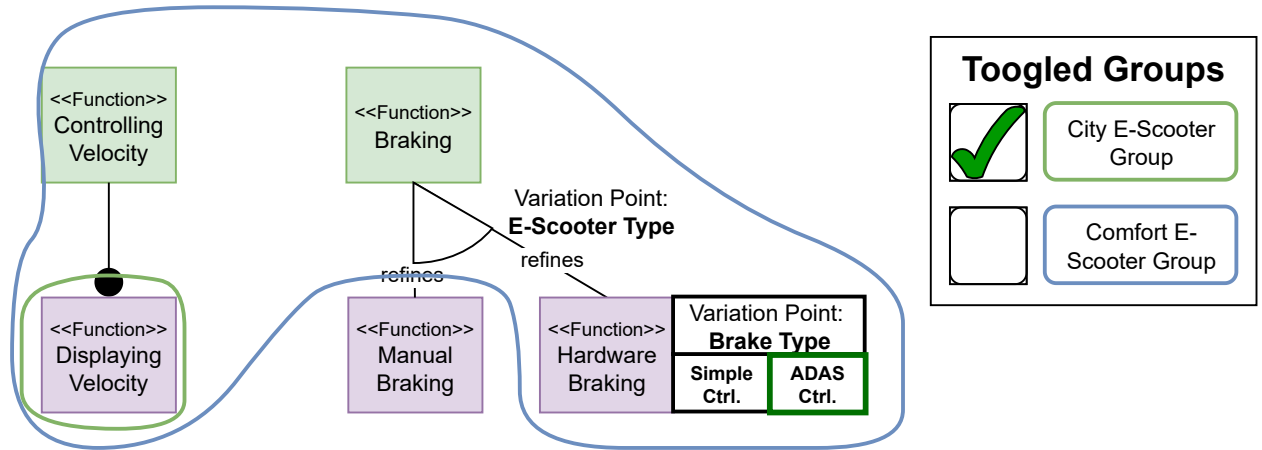 <<Function>>
Controlling
Velocity
<<Function>>
Braking
Variation Point:
E-Scooter Type
refines
refines
<<Function>>
Displaying
Velocity
<<Function>>
Manual
Braking
<<Function>>
Hardware
Braking
Variation Point:
Brake Type
Simple
Ctrl.
ADAS
Ctrl.
Toogled Groups
City E-Scooter
Group
Comfort E-
Scooter Group